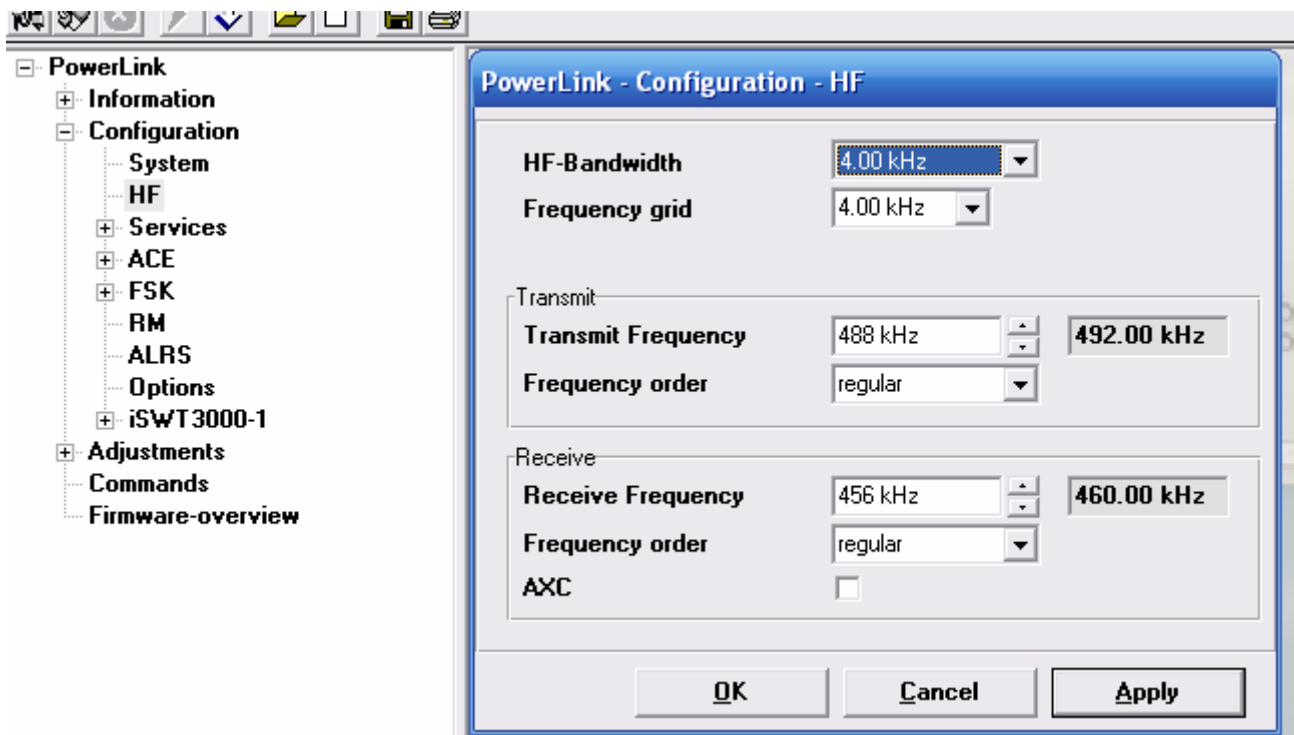 PowerLink
Information
Configuration
System
HF
Services
ACE
FSK
RM
ALRS
Options
iSWT3000-1
Adjustments
Commands
Firmware-overview
PowerLink - Configuration - HF
HF-Bandwidth 4.00 kHz
Frequency grid 4.00 kHz
Transmit
Transmit Frequency 488 kHz 492.00 kHz
Frequency order regular
Receive
Receive Frequency 456 kHz 460.00 kHz
Frequency order regular
AXC
OK Cancel Apply